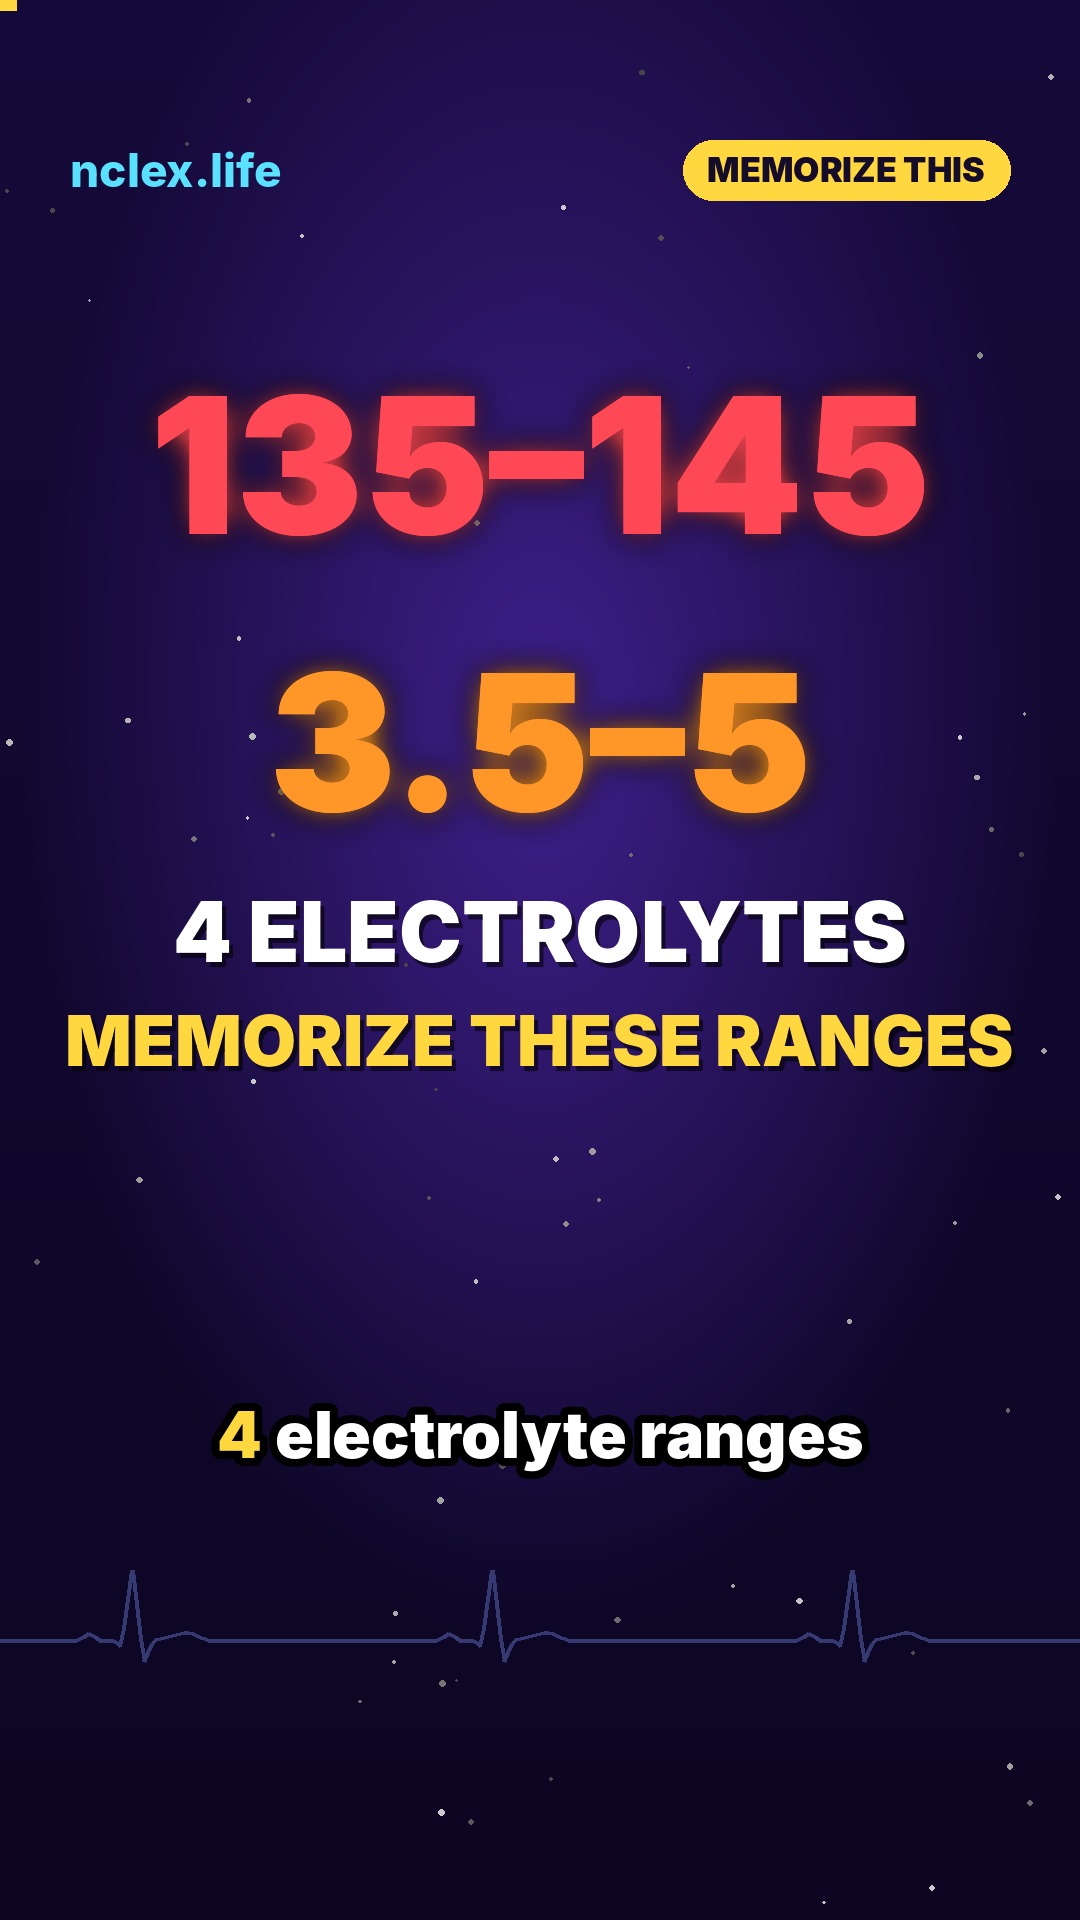 nclex.life
MEMORIZE THIS
135–145
3.5–5
4 ELECTROLYTES
MEMORIZE THESE RANGES
4 electrolyte ranges